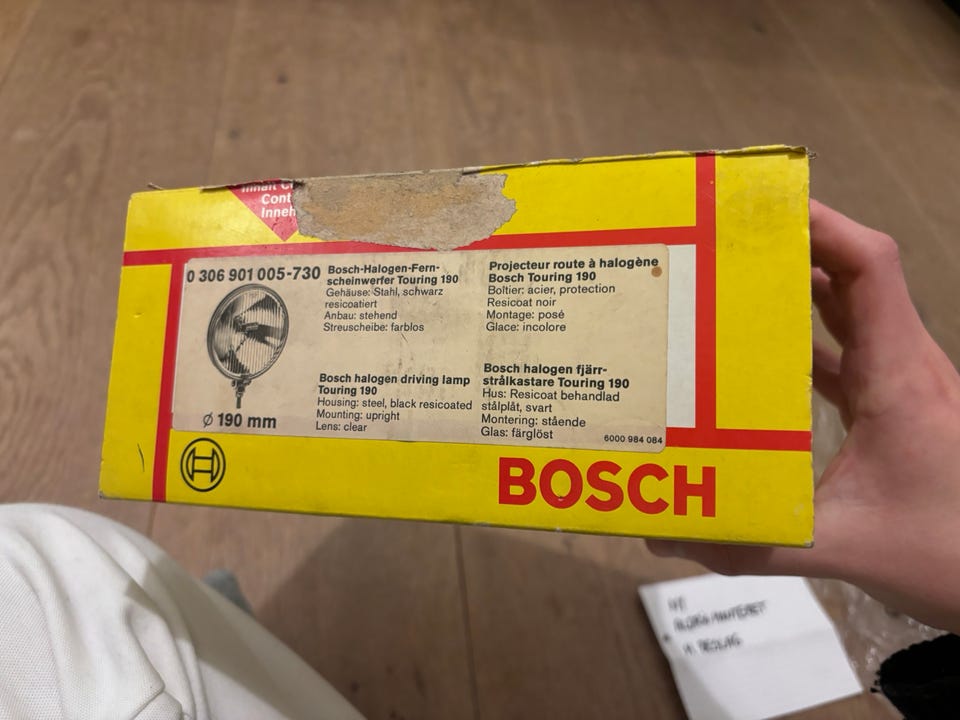 Inhalt
Cont
Inneh
0 306 901 005-730
Bosch-Halogen-Fern-
scheinwerfer Touring 190
Gehäuse: Stahl, schwarz
resicoatiert
Anbau: stehend
Streuscheibe: farblos
Projecteur route à halogène
Bosch Touring 190
Boîtier: acier, protection
Resicoat noir
Montage: posé
Glace: incolore
Bosch halogen driving lamp
Touring 190
Housing: steel, black resicoated
Mounting: upright
Lens: clear
Bosch halogen fjärr-
strålkastare Touring 190
Hus: Resicoat behandlad
stålplåt, svart
Montering: stående
Glas: färglöst
ø 190 mm
6000 984 084
BOSCH